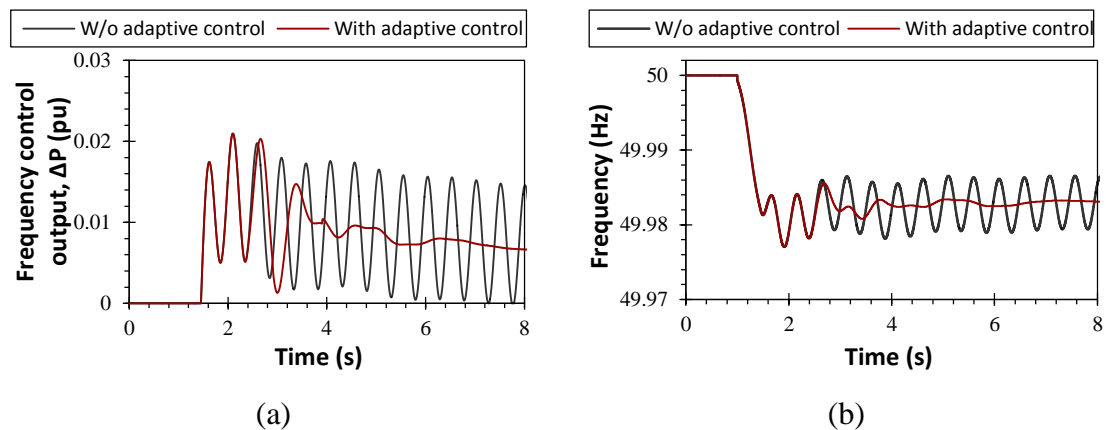 W/o adaptive control With adaptive control
0.03
0.02
0.01
0
0 2 4 6 8
Frequency control
output, ΔP (pu)
Time (s)
(a)
W/o adaptive control With adaptive control
50
49.99
49.98
49.97
0 2 4 6 8
Frequency (Hz)
Time (s)
(b)